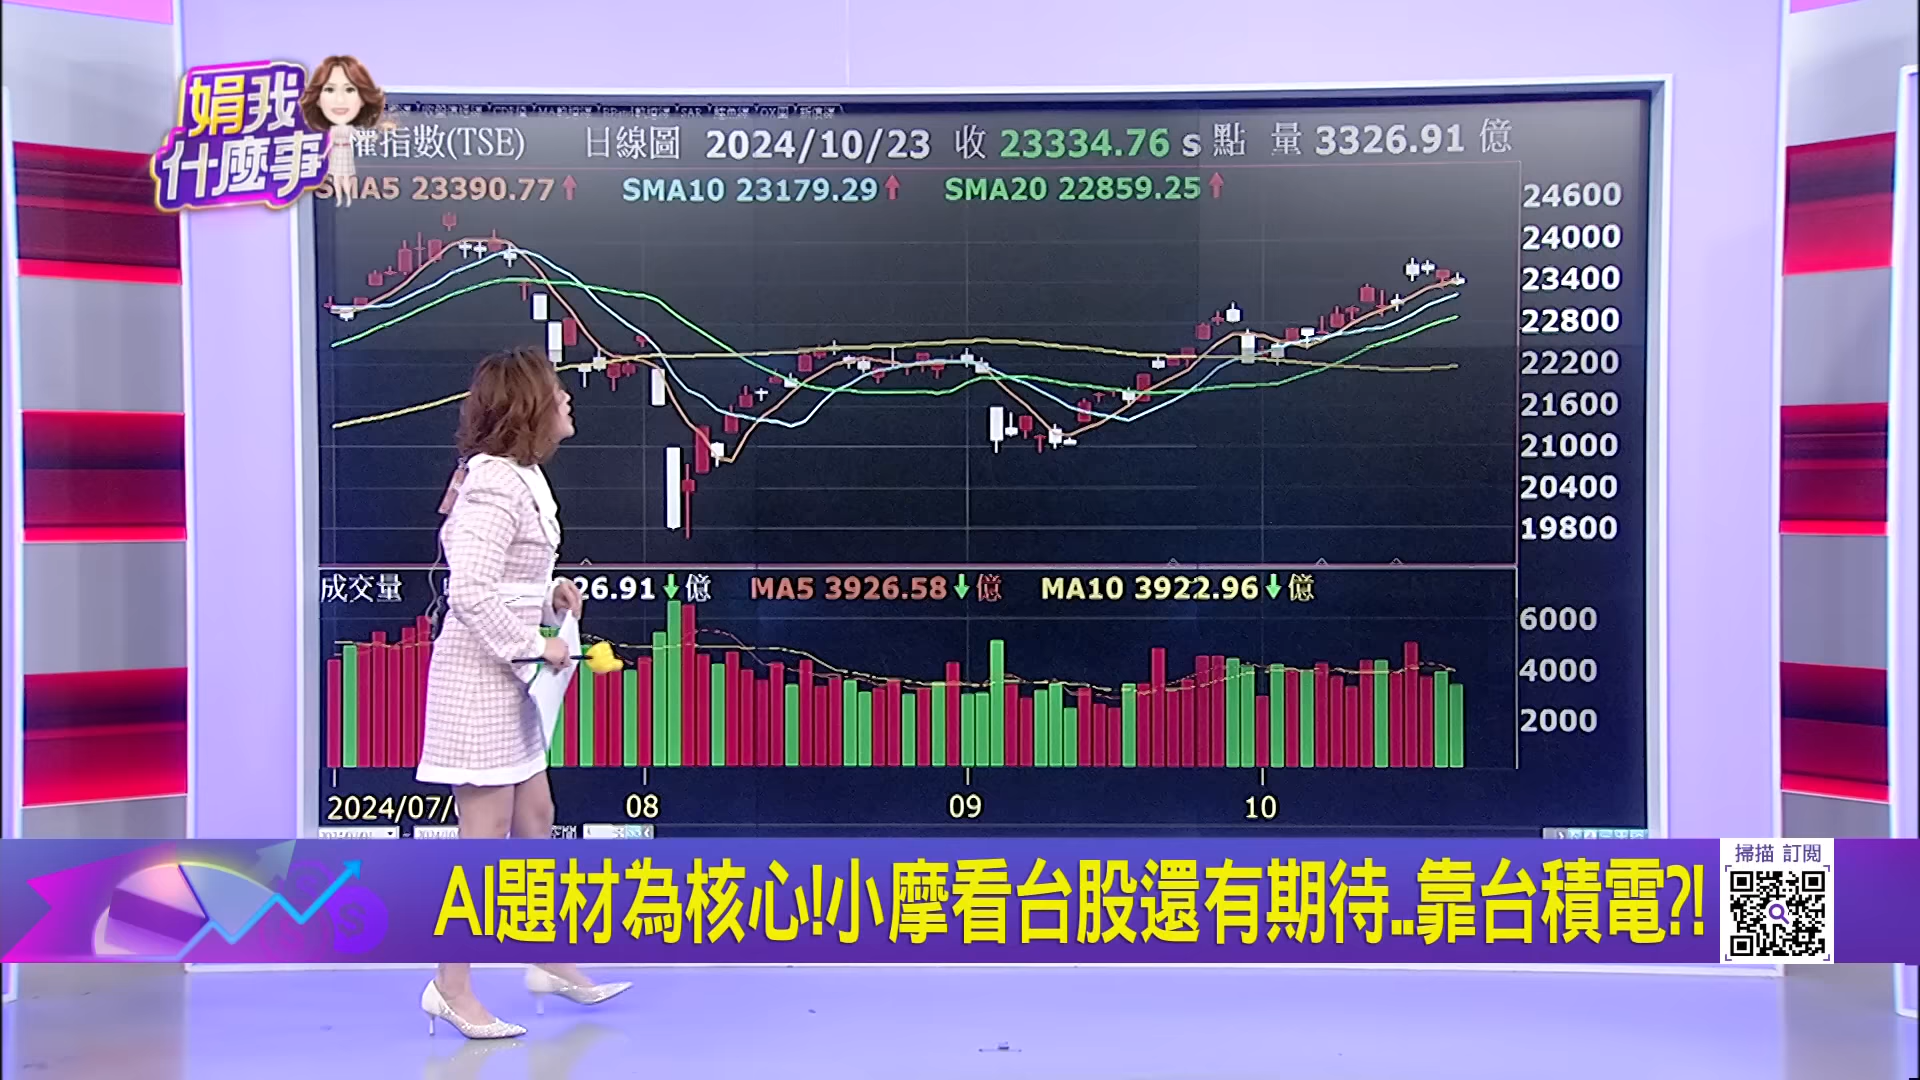 娟我
什麼事
權指數(TSE) 日線圖 2024/10/23 收 23334.76 s 點 量 3326.91 億
SMA5 23390.77↑ SMA10 23179.29↑ SMA20 22859.25↑
24600
24000
23400
22800
22200
21600
21000
20400
19800
成交量 26.91↓億 MA5 3926.58↓億 MA10 3922.96↓億
6000
4000
2000
2024/07/ 08 09 10
AI題材為核心!小摩看台股還有期待..靠台積電?!
掃描 訂閱